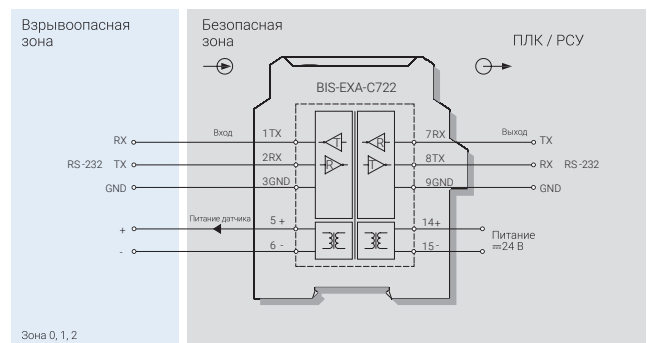 Взрывоопасная
зона
Безопасная
зона
ПЛК / РСУ
BIS-EXA-C722
RX
Вход
1TX
T
R
7RX
Выход
TX
RS-232
TX
2RX
R
T
8TX
RX
RS-232
GND
3GND
9GND
GND
+
Питание датчика
5 +
14+
Питание
⎓24 В
-
6 -
15-
Зона 0, 1, 2